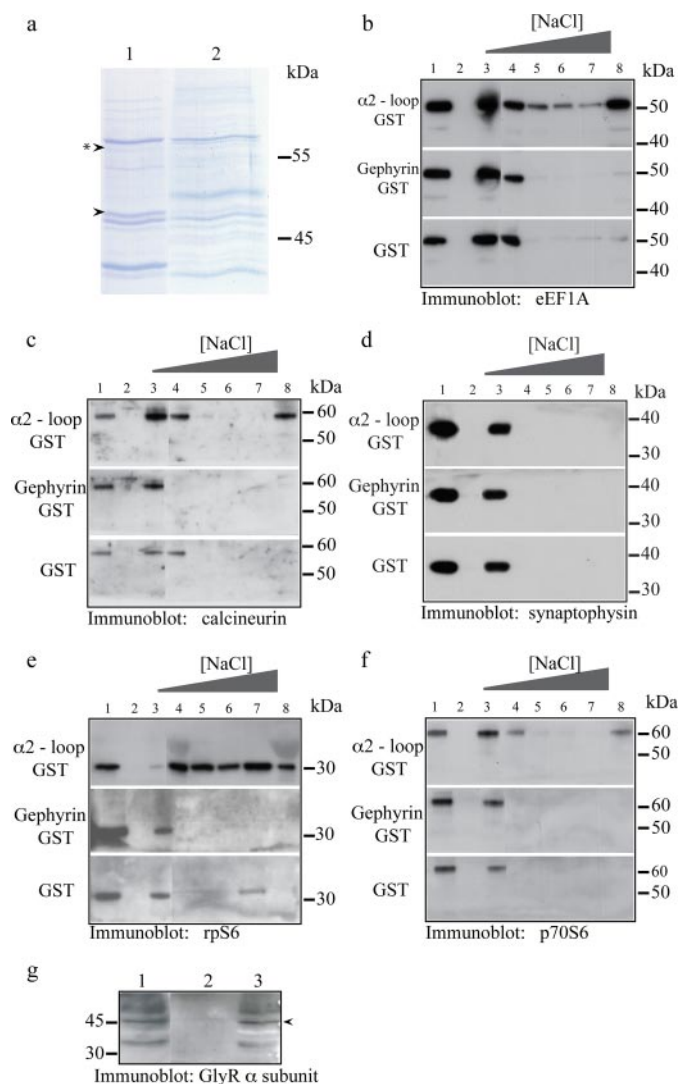 a
1 2
kDa
*
55
45
b
[NaCl]
1 2 3 4 5 6 7 8 kDa
α2 - loop
GST
50
40
Gephyrin
GST
50
40
GST
50
40
Immunoblot: eEF1A
c
[NaCl]
1 2 3 4 5 6 7 8 kDa
α2 - loop
GST
60
50
Gephyrin
GST
60
50
GST
60
50
Immunoblot: calcineurin
d
[NaCl]
1 2 3 4 5 6 7 8 kDa
α2 - loop
GST
40
30
Gephyrin
GST
40
30
GST
40
30
Immunoblot: synaptophysin
e
[NaCl]
1 2 3 4 5 6 7 8 kDa
α2 - loop
GST
30
Gephyrin
GST
30
GST
30
Immunoblot: rpS6
f
[NaCl]
1 2 3 4 5 6 7 8 kDa
α2 - loop
GST
60
50
Gephyrin
GST
60
50
GST
60
50
Immunoblot: p70S6
g
1 2 3
45
30
Immunoblot: GlyR α subunit